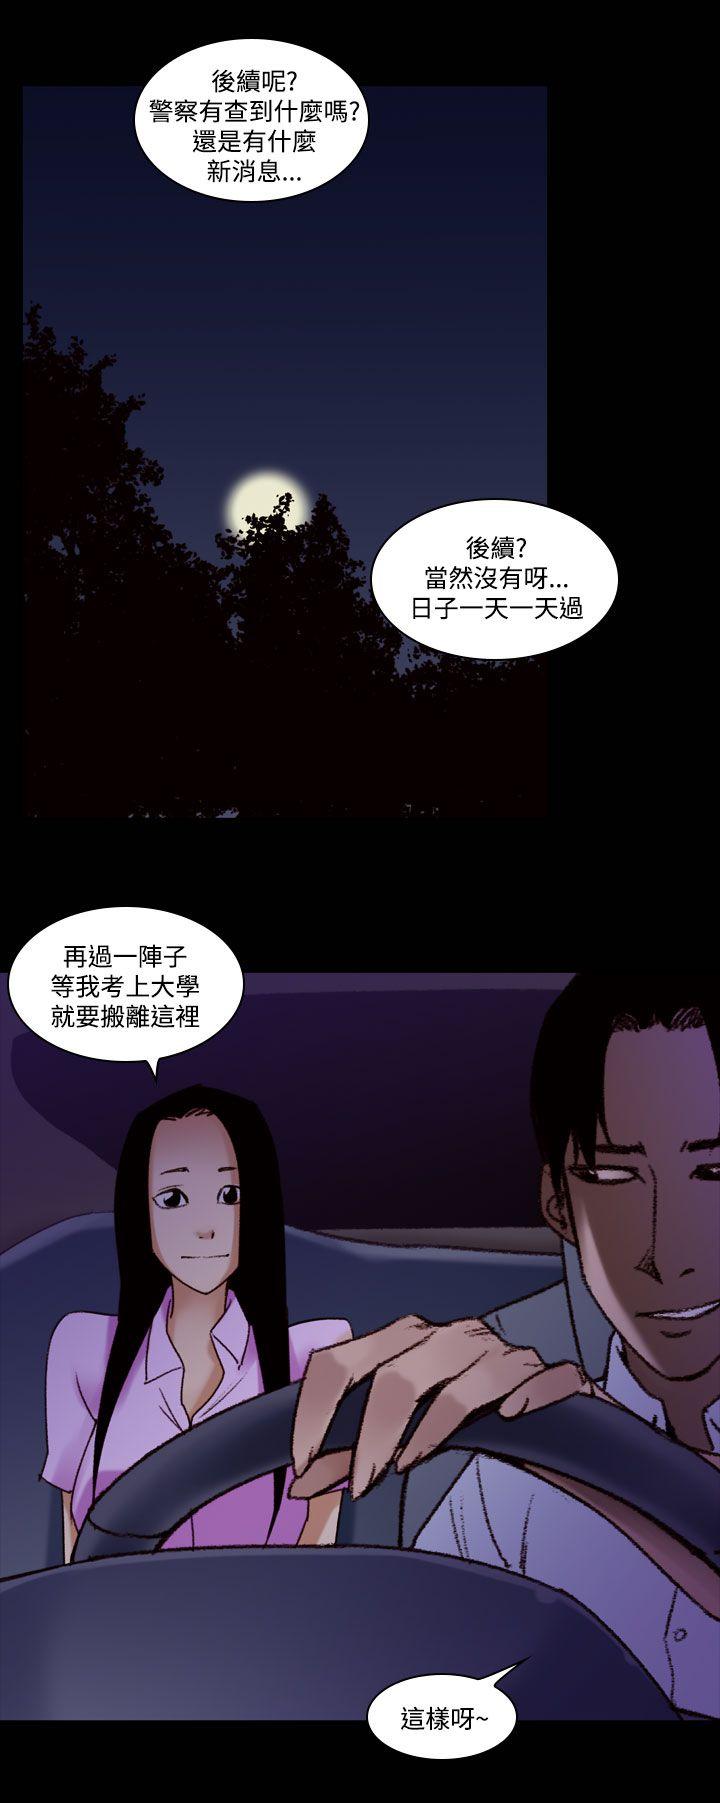 後續呢?
警察有查到什麼嗎?
還是有什麼
新消息...
後續?
當然沒有呀...
日子一天一天過
再過一陣子
等我考上大學
就要搬離這裡
這樣呀~